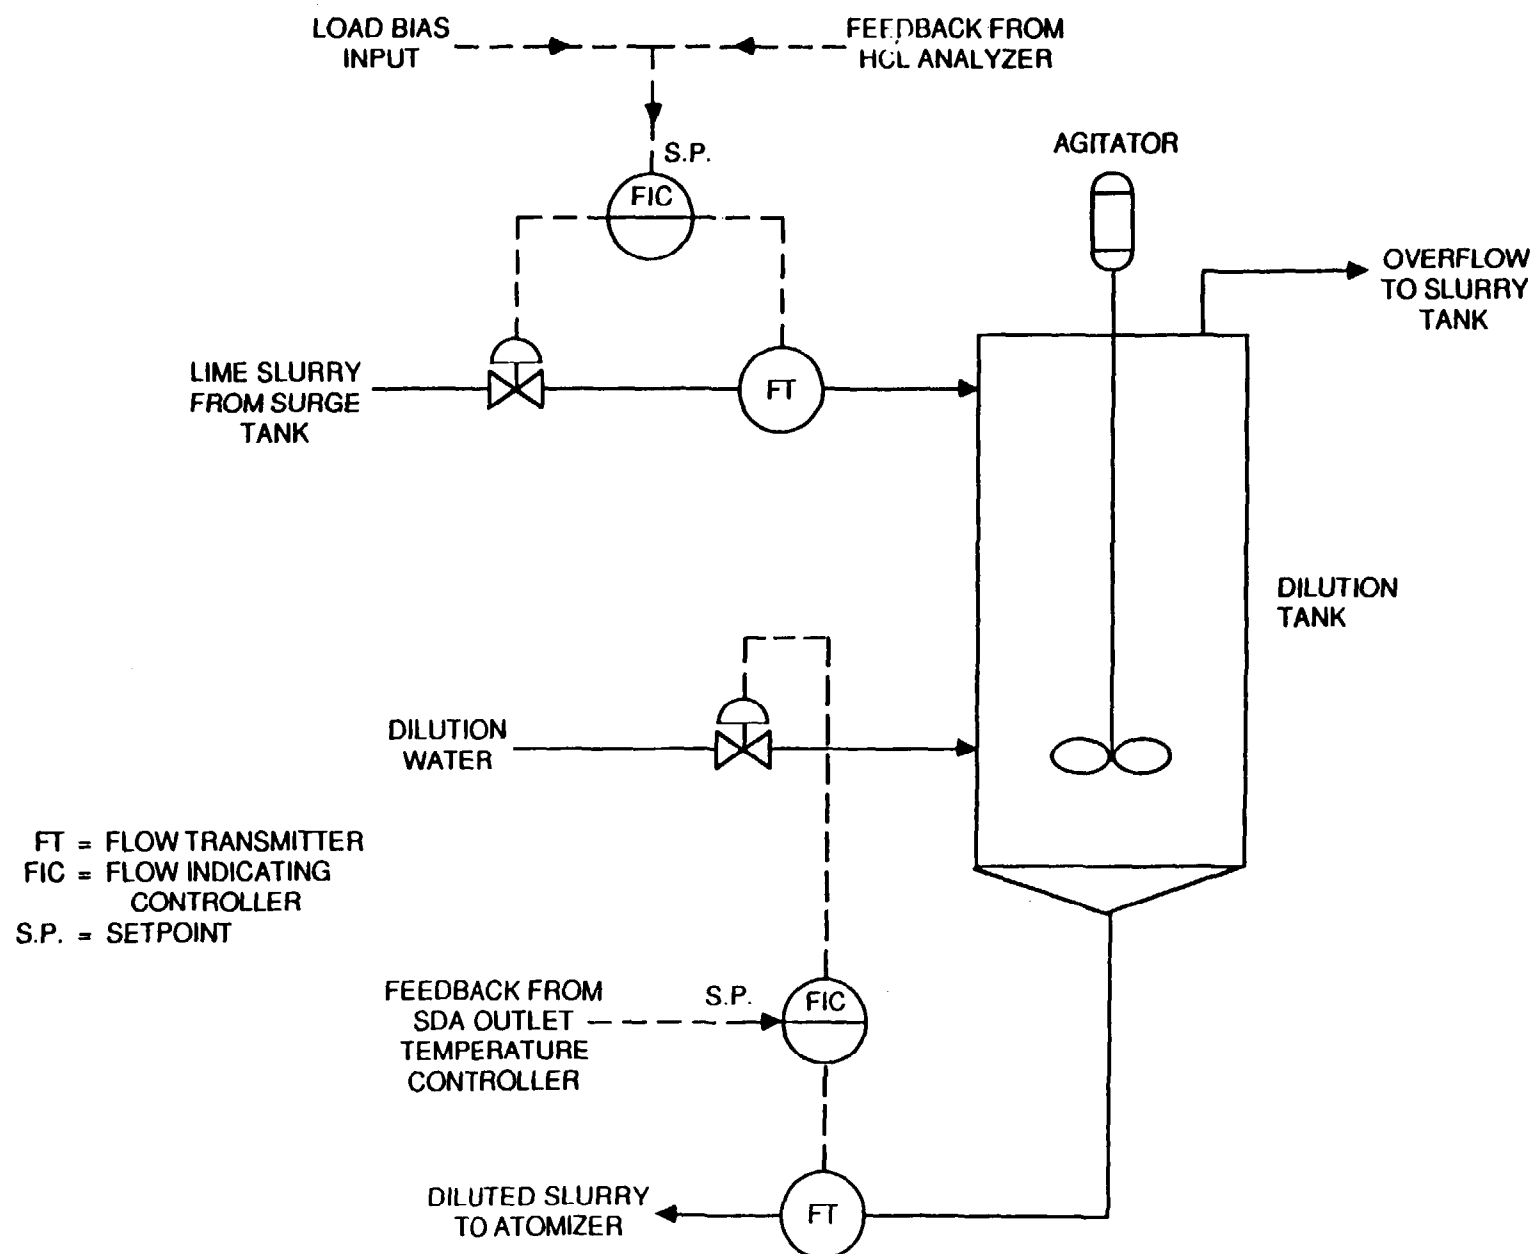 LOAD BIAS
INPUT
FEEDBACK FROM
HCL ANALYZER
S.P.
FIC
AGITATOR
OVERFLOW
TO SLURRY
TANK
LIME SLURRY
FROM SURGE
TANK
FT
DILUTION
TANK
DILUTION
WATER
FT = FLOW TRANSMITTER
FIC = FLOW INDICATING
CONTROLLER
S.P. = SETPOINT
FEEDBACK FROM
SDA OUTLET
TEMPERATURE
CONTROLLER
S.P.
FIC
DILUTED SLURRY
TO ATOMIZER
FT